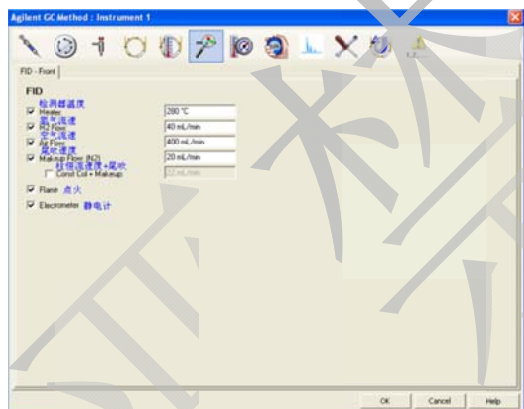 Agilent GC Method : Instrument 1
FID - Front
FID
检测器温度
Heater 280 °C
氢气流速
H2 Flow 40 mL/min
空气流速
Air Flow 400 mL/min
尾吹速度
Makeup Flow (N2) 20 mL/min
柱恒流速度+尾吹
Const Col + Makeup 22 mL/min
Flame 点火
Electrometer 静电计
OK Cancel Help